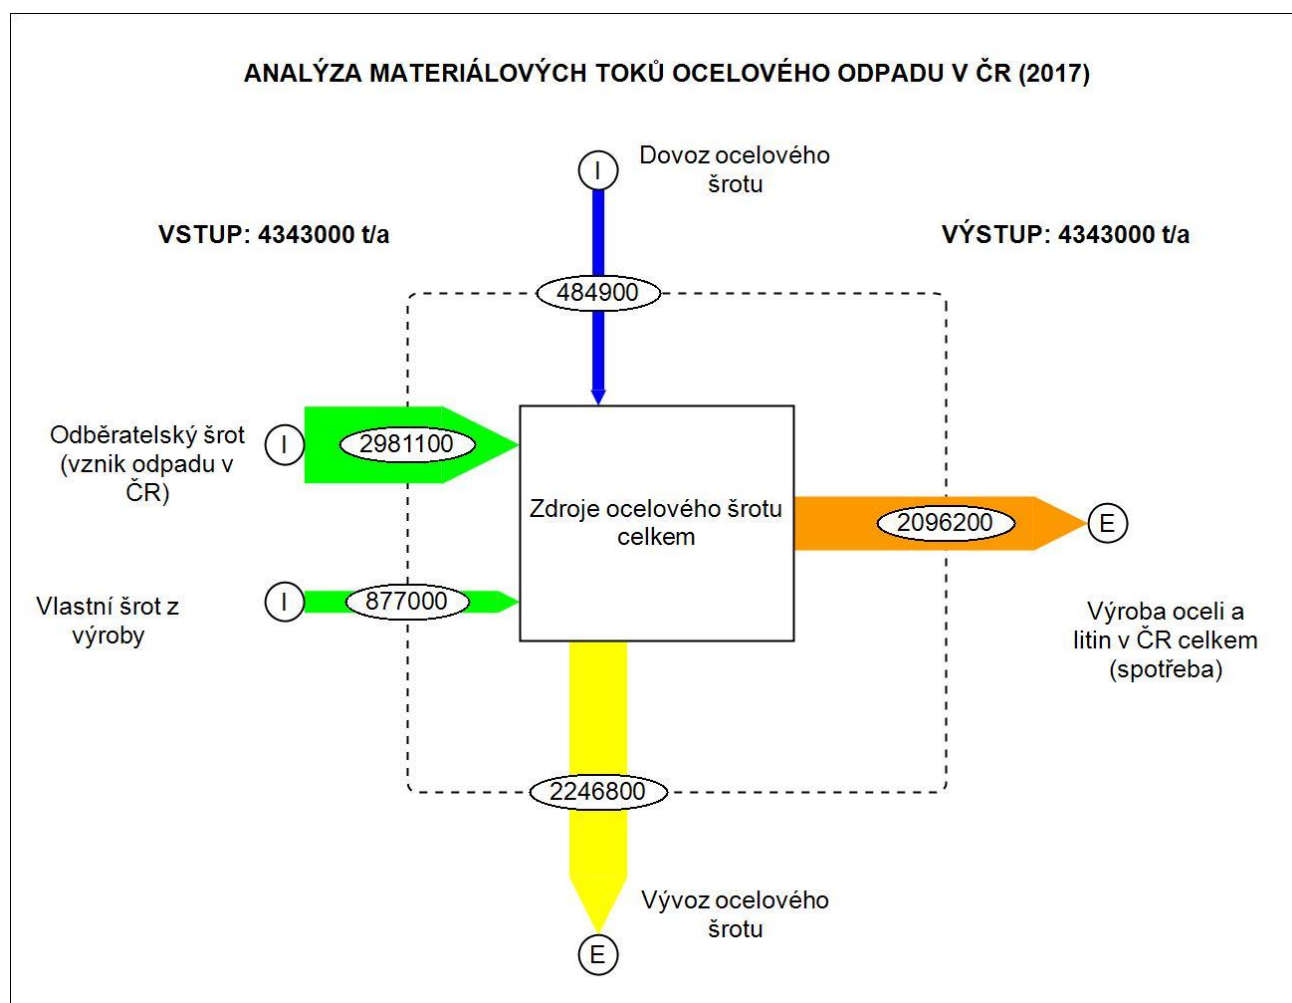 ANALÝZA MATERIÁLOVÝCH TOKŮ OCELOVÉHO ODPADU V ČR (2017)
I
Dovoz ocelového
šrotu
VSTUP: 4343000 t/a
VÝSTUP: 4343000 t/a
484900
Odběratelský šrot
(vznik odpadu v
ČR)
I
2981100
Zdroje ocelového šrotu
celkem
2096200
E
Vlastní šrot z
výroby
I
877000
Výroba oceli a
litin v ČR celkem
(spotřeba)
2246800
Vývoz ocelového
šrotu
E